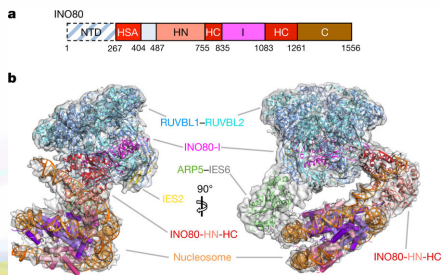 a
INO80
NTD HSA HN HC I HC C
1 267 404 487 755 835 1083 1261 1556
b
RUVBL1–RUVBL2
INO80-I
ARP5–IES6
IES2
90°
INO80-HN-HC
Nucleosome
INO80-HN-HC